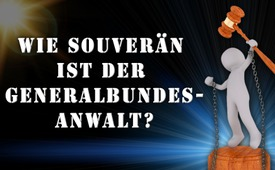 WIE SOUVERÄN
IST DER
GENERALBUNDES-
ANWALT?